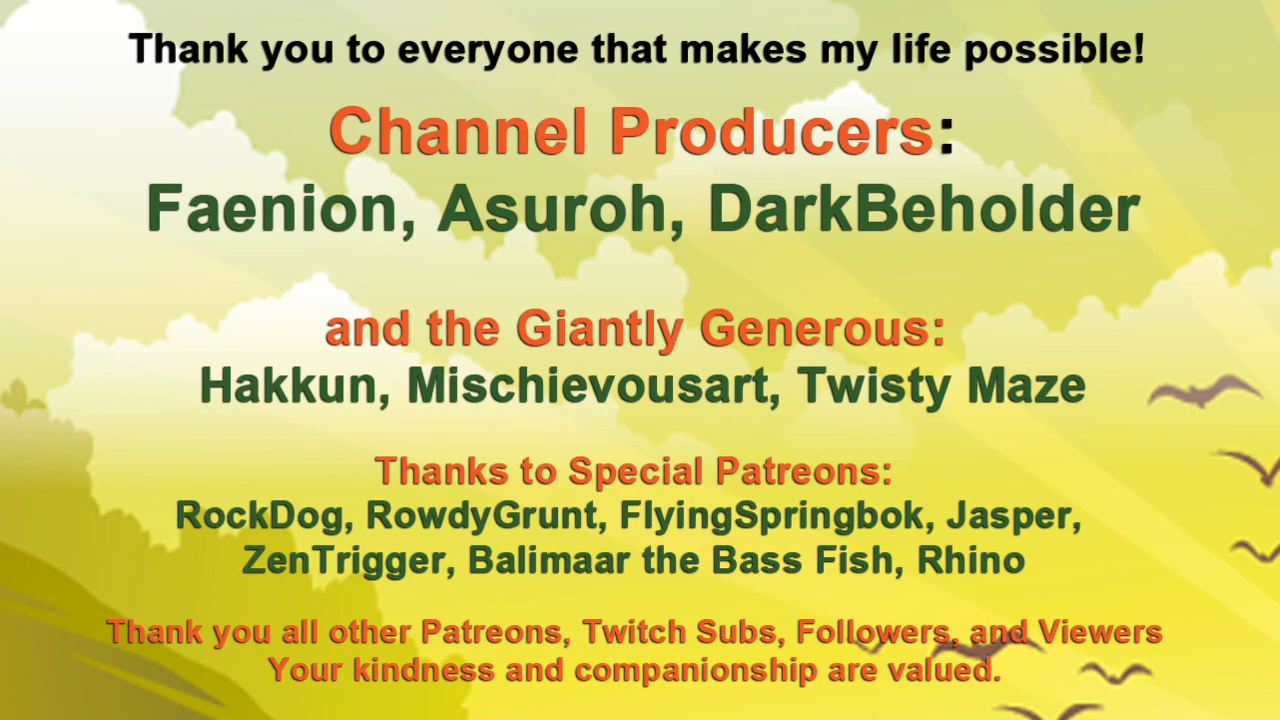 Thank you to everyone that makes my life possible!
Channel Producers:
Faenion, Asuroh, DarkBeholder
and the Giantly Generous:
Hakkun, Mischievousart, Twisty Maze
Thanks to Special Patreons:
RockDog, RowdyGrunt, FlyingSpringbok, Jasper,
ZenTrigger, Balimaar the Bass Fish, Rhino
Thank you all other Patreons, Twitch Subs, Followers, and Viewers
Your kindness and companionship are valued.